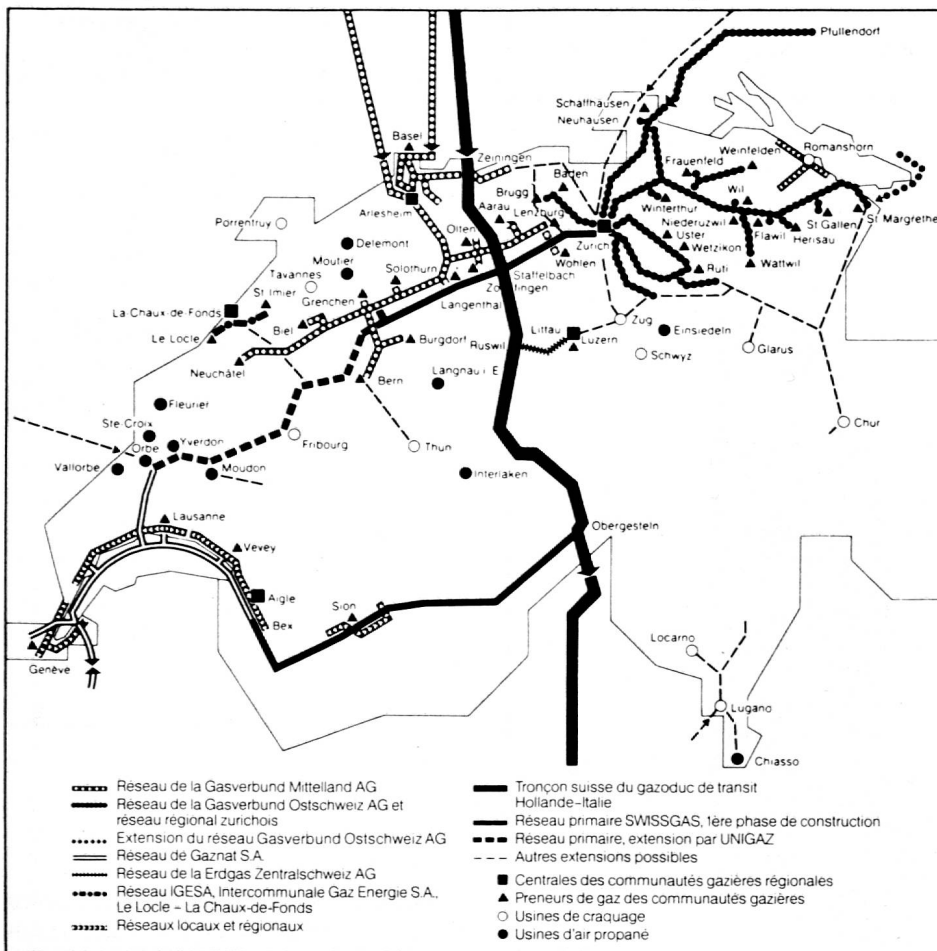 Pfullendorf
Schaffhausen
Neuhausen
Basel
Zeiningen
Weinfelden
Romanshorn
Frauenfeld
Baden
Brugg
Wil
Arlesheim
Aarau
Lenzburg
Winterthur
Niederuzwil
St Gallen
St Margrethen
Porrentruy
Olten
Zürich
Uster
Flawil
Herisau
Delemont
Wetzikon
Wohlen
Moutier
Solothurn
Staffelbach
Rüti
Wattwil
Tavannes
Zofingen
St Imier
Grenchen
Langenthal
La-Chaux-de-Fonds
Biel
Littau
Zug
Le Locle
Burgdorf
Ruswil
Luzern
Einsiedeln
Neuchâtel
Schwyz
Glarus
Bern
Langnau i. E.
Fleurier
Ste-Croix
Yverdon
Chur
Orbe
Fribourg
Thun
Vallorbe
Moudon
Interlaken
Lausanne
Obergesteln
Vevey
Aigle
Sion
Bex
Locarno
Genève
Lugano
Chiasso
Réseau de la Gasverbund Mittelland AG
Réseau de la Gasverbund Ostschweiz AG et
réseau régional zurichois
Extension du réseau Gasverbund Ostschweiz AG
Réseau de Gaznat S.A.
Réseau de la Erdgas Zentralschweiz AG
Réseau IGESA, Intercommunale Gaz Energie S.A.,
Le Locle – La Chaux-de-Fonds
Réseaux locaux et régionaux
Tronçon suisse du gazoduc de transit
Hollande-Italie
Réseau primaire SWISSGAS, 1ère phase de construction
Réseau primaire, extension par UNIGAZ
Autres extensions possibles
Centrales des communautés gazières régionales
Preneurs de gaz des communautés gazières
Usines de craquage
Usines d'air propané